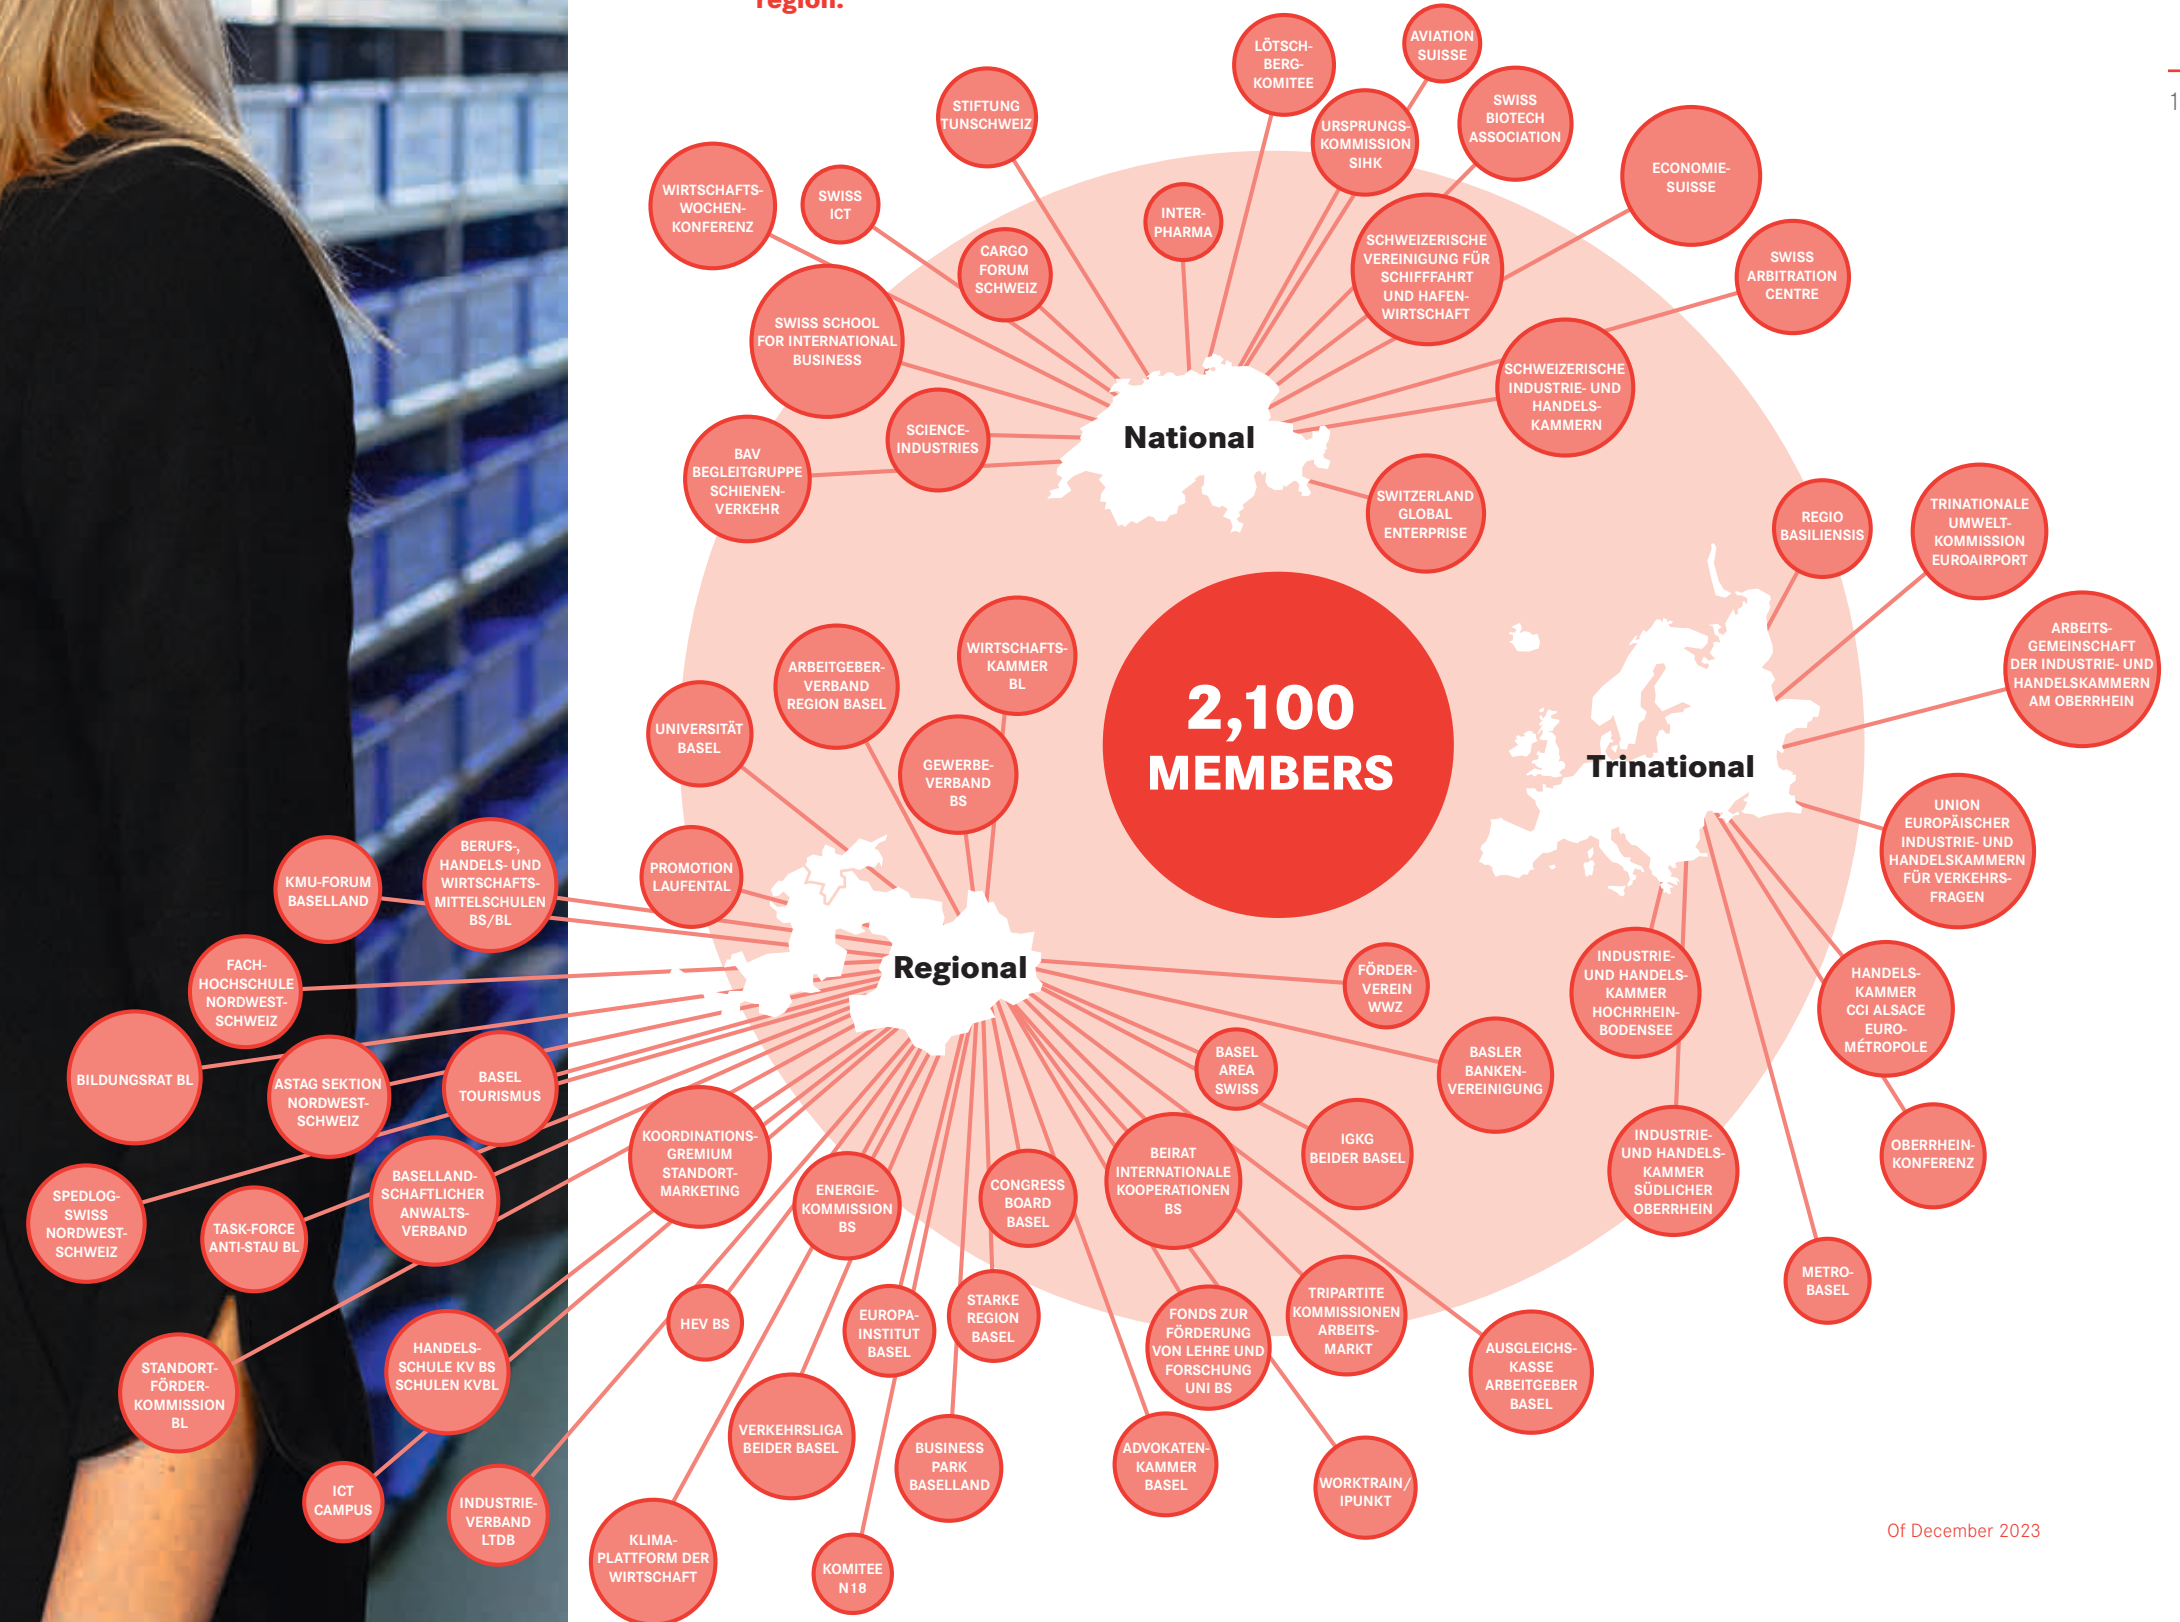 region.
1
LÖTSCH-
BERG-
KOMITEE
AVIATION
SUISSE
STIFTUNG
TUNSCHWEIZ
URSPRUNGS-
KOMMISSION
SIHK
SWISS
BIOTECH
ASSOCIATION
ECONOMIE-
SUISSE
WIRTSCHAFTS-
WOCHEN-
KONFERENZ
SWISS
ICT
INTER-
PHARMA
CARGO
FORUM
SCHWEIZ
SCHWEIZERISCHE
VEREINIGUNG FÜR
SCHIFFFAHRT
UND HAFEN-
WIRTSCHAFT
SWISS
ARBITRATION
CENTRE
SWISS SCHOOL
FOR INTERNATIONAL
BUSINESS
SCHWEIZERISCHE
INDUSTRIE- UND
HANDELS-
KAMMERN
SCIENCE-
INDUSTRIES
National
BAV
BEGLEITGRUPPE
SCHIENEN-
VERKEHR
SWITZERLAND
GLOBAL
ENTERPRISE
REGIO
BASILIENSIS
TRINATIONALE
UMWELT-
KOMMISSION
EUROAIRPORT
ARBEITS-
GEMEINSCHAFT
DER INDUSTRIE- UND
HANDELSKAMMERN
AM OBERRHEIN
WIRTSCHAFTS-
KAMMER
BL
ARBEITGEBER-
VERBAND
REGION BASEL
2,100
MEMBERS
UNIVERSITÄT
BASEL
GEWERBE-
VERBAND
BS
Trinational
UNION
EUROPÄISCHER
INDUSTRIE- UND
HANDELSKAMMERN
FÜR VERKEHRS-
FRAGEN
KMU-FORUM
BASELLAND
BERUFS-,
HANDELS- UND
WIRTSCHAFTS-
MITTELSCHULEN
BS/BL
PROMOTION
LAUFENTAL
FACH-
HOCHSCHULE
NORDWEST-
SCHWEIZ
Regional
FÖRDER-
VEREIN
WWZ
INDUSTRIE-
UND HANDELS-
KAMMER
HOCHRHEIN-
BODENSEE
HANDELS-
KAMMER
CCI ALSACE
EURO-
MÉTROPOLE
BILDUNGSRAT BL
ASTAG SEKTION
NORDWEST-
SCHWEIZ
BASEL
TOURISMUS
BASEL
AREA
SWISS
BASLER
BANKEN-
VEREINIGUNG
KOORDINATIONS-
GREMIUM
STANDORT-
MARKETING
BEIRAT
INTERNATIONALE
KOOPERATIONEN
BS
IGKG
BEIDER BASEL
INDUSTRIE-
UND HANDELS-
KAMMER
SÜDLICHER
OBERRHEIN
OBERRHEIN-
KONFERENZ
SPEDLOG-
SWISS
NORDWEST-
SCHWEIZ
TASK-FORCE
ANTI-STAU BL
BASELLAND-
SCHAFTLICHER
ANWALTS-
VERBAND
ENERGIE-
KOMMISSION
BS
CONGRESS
BOARD
BASEL
METRO-
BASEL
HEV BS
EUROPA-
INSTITUT
BASEL
STARKE
REGION
BASEL
FONDS ZUR
FÖRDERUNG
VON LEHRE UND
FORSCHUNG
UNI BS
TRIPARTITE
KOMMISSIONEN
ARBEITS-
MARKT
AUSGLEICHS-
KASSE
ARBEITGEBER
BASEL
STANDORT-
FÖRDER-
KOMMISSION
BL
HANDELS-
SCHULE KV BS
SCHULEN KVBL
VERKEHRSLIGA
BEIDER BASEL
BUSINESS
PARK
BASELLAND
ADVOKATEN-
KAMMER
BASEL
WORKTRAIN/
IPUNKT
ICT
CAMPUS
INDUSTRIE-
VERBAND
LTDB
KLIMA-
PLATTFORM DER
WIRTSCHAFT
KOMITEE
N18
Of December 2023